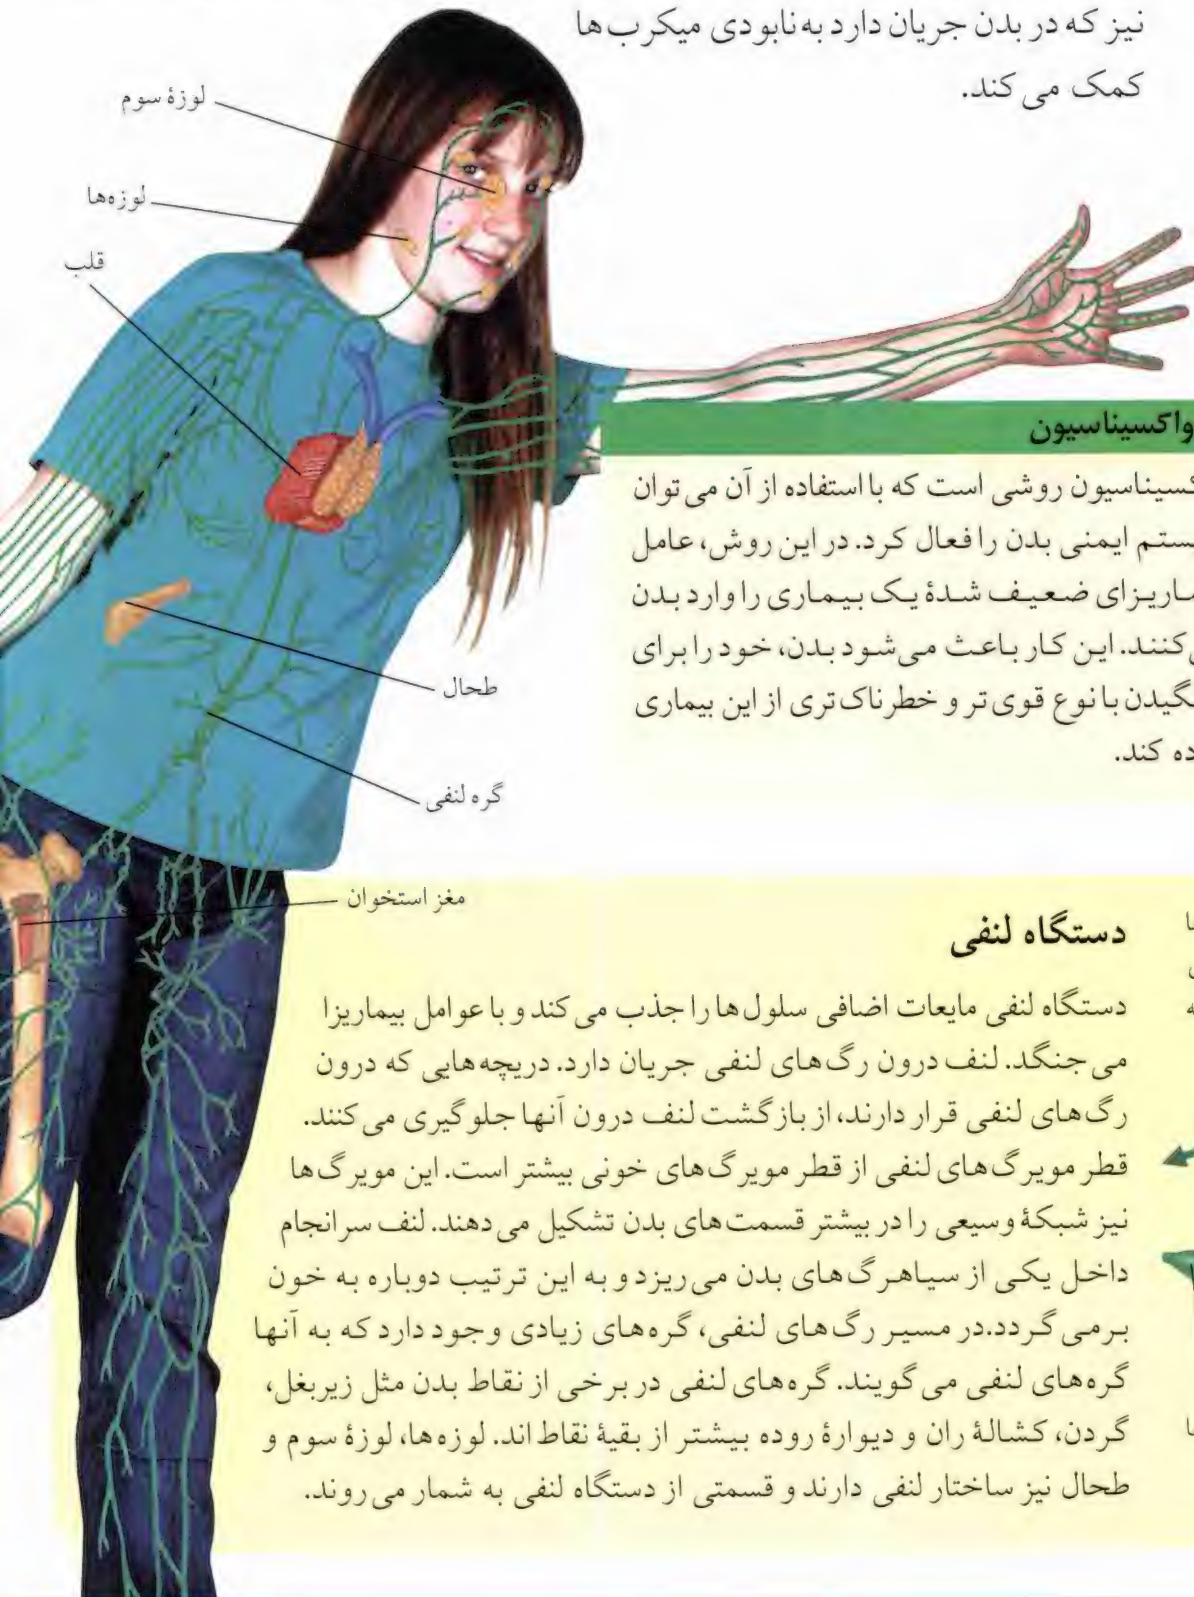 نیز که در بدن جریان دارد به نابودی میکرب‌ها
کمک می‌کند.
لوزهٔ سوم
لوزه‌ها
قلب
واکسیناسیون
روشی است که با استفاده از آن می‌توان
ایمنی بدن را فعال کرد. در این روش، عامل
ضعیف شدهٔ یک بیماری را وارد بدن
کنند. این کار باعث می‌شود بدن، خود را برای
با نوع قوی‌تر و خطرناک‌تری از این بیماری
کند.
طحال
گره لنفی
مغز استخوان
دستگاه لنفی
دستگاه لنفی مایعات اضافی سلول‌ها را جذب می‌کند و با عوامل بیماریزا
می‌جنگد. لنف درون رگ‌های لنفی جریان دارد. دریچه‌هایی که درون
رگ‌های لنفی قرار دارند، از بازگشت لنف درون آنها جلوگیری می‌کنند.
قطر مویرگ‌های لنفی از قطر مویرگ‌های خونی بیشتر است. این مویرگ‌ها
نیز شبکهٔ وسیعی را در بیشتر قسمت‌های بدن تشکیل می‌دهند. لنف سرانجام
داخل یکی از سیاهرگ‌های بدن می‌ریزد و به این ترتیب دوباره به خون
برمی‌گردد.در مسیر رگ‌های لنفی، گره‌های زیادی وجود دارد که به آنها
گره‌های لنفی می‌گویند. گره‌های لنفی در برخی از نقاط بدن مثل زیربغل،
گردن، کشالهٔ ران و دیوارهٔ روده بیشتر از بقیهٔ نقاط‌اند. لوزه‌ها، لوزهٔ سوم و
طحال نیز ساختار لنفی دارند و قسمتی از دستگاه لنفی به شمار می‌روند.